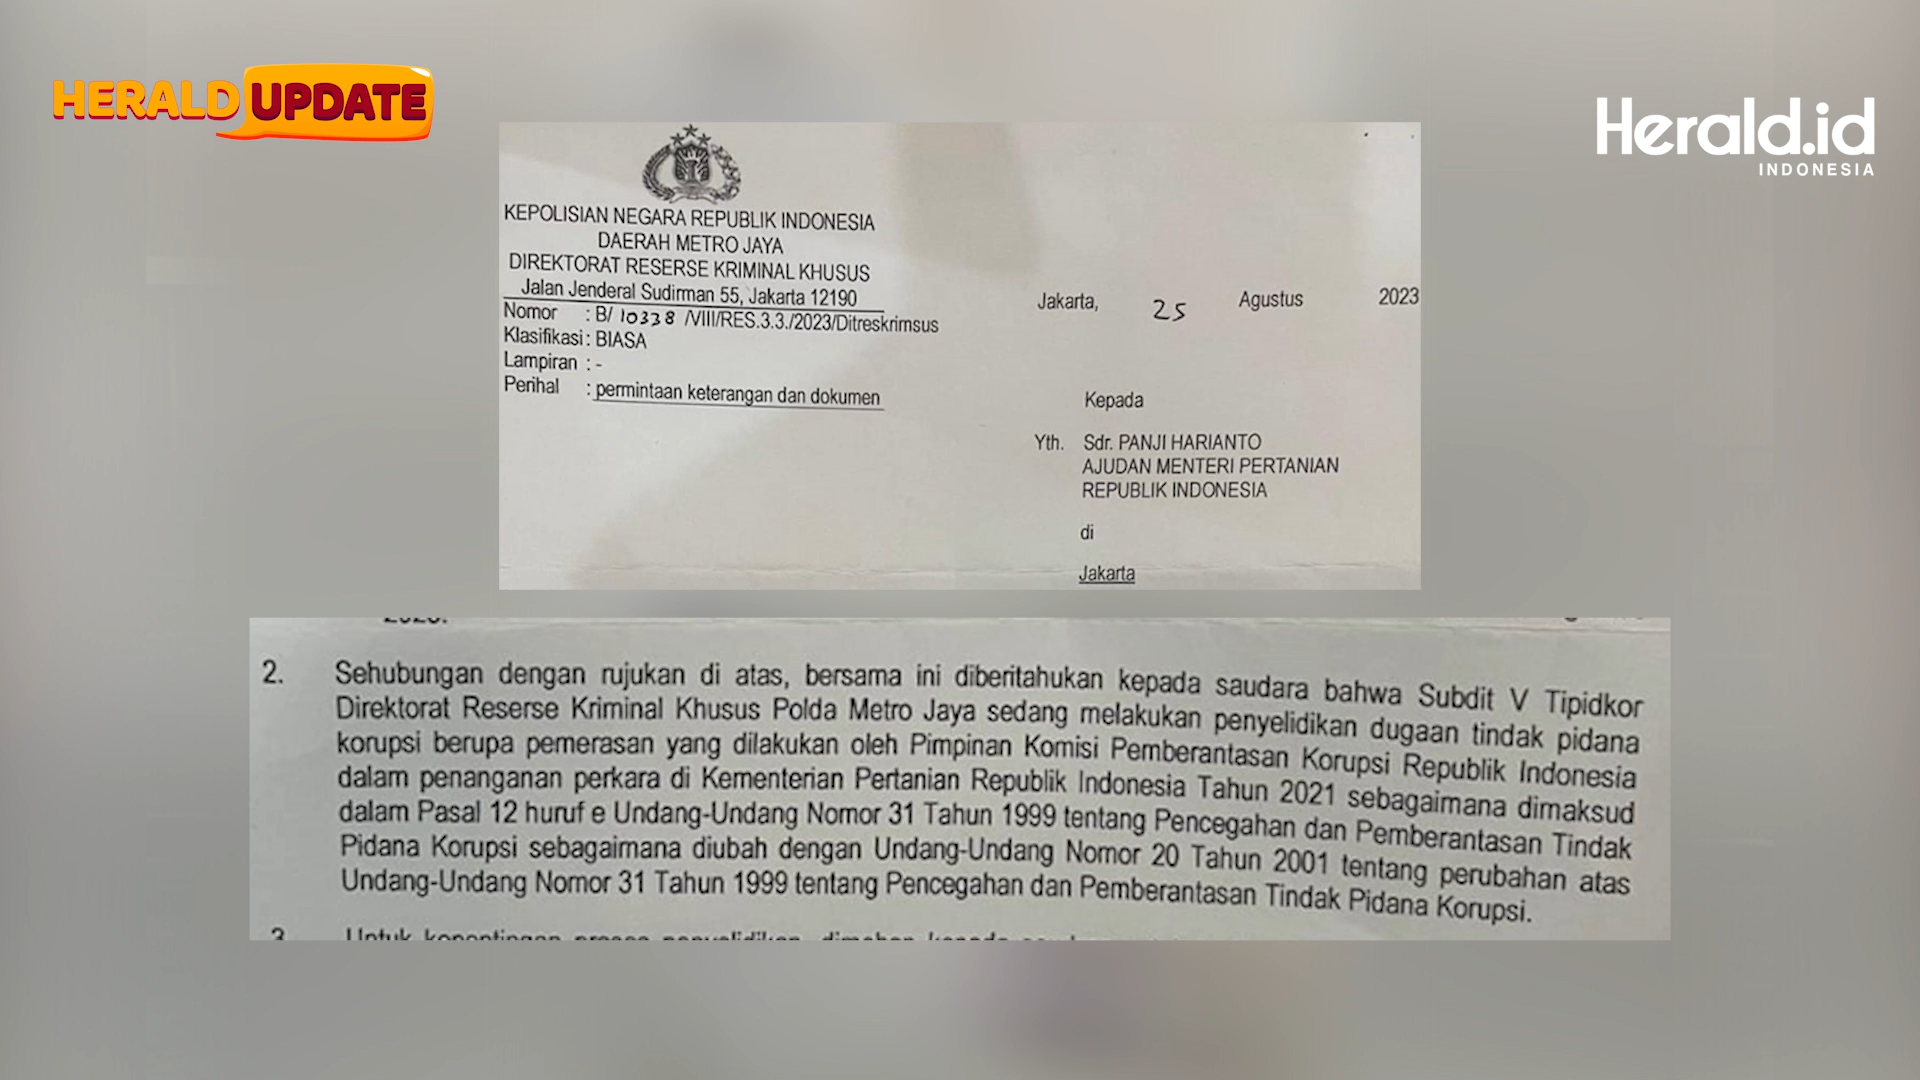 HERALD UPDATE
Herald.id
INDONESIA
KEPOLISIAN NEGARA REPUBLIK INDONESIA
DAERAH METRO JAYA
DIREKTORAT RESERSE KRIMINAL KHUSUS
Jalan Jenderal Sudirman 55, Jakarta 12190
Nomor : B/ 10338 /VIII/RES.3.3./2023/Ditreskrimsus
Klasifikasi : BIASA
Lampiran : -
Perihal : permintaan keterangan dan dokumen
Jakarta, 25 Agustus 2023
Kepada
Yth. Sdr. PANJI HARIANTO
AJUDAN MENTERI PERTANIAN
REPUBLIK INDONESIA
di
Jakarta
2. Sehubungan dengan rujukan di atas, bersama ini diberitahukan kepada saudara bahwa Subdit V Tipidkor
Direktorat Reserse Kriminal Khusus Polda Metro Jaya sedang melakukan penyelidikan dugaan tindak pidana
korupsi berupa pemerasan yang dilakukan oleh Pimpinan Komisi Pemberantasan Korupsi Republik Indonesia
dalam penanganan perkara di Kementerian Pertanian Republik Indonesia Tahun 2021 sebagaimana dimaksud
dalam Pasal 12 huruf e Undang-Undang Nomor 31 Tahun 1999 tentang Pencegahan dan Pemberantasan Tindak
Pidana Korupsi sebagaimana diubah dengan Undang-Undang Nomor 20 Tahun 2001 tentang perubahan atas
Undang-Undang Nomor 31 Tahun 1999 tentang Pencegahan dan Pemberantasan Tindak Pidana Korupsi.